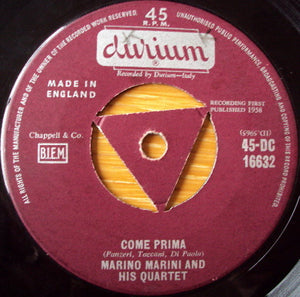 45
R.P.M.
durium
Recorded by Durium—Italy
MADE IN
ENGLAND
RECORDING FIRST
PUBLISHED 1958
Chappell & Co.
B.I.E.M.
45-DC
16632
COME PRIMA
(Panzeri, Taccani, Di Paolo)
MARINO MARINI AND
HIS QUARTET
ALL RIGHTS OF THE MANUFACTURER AND OF THE OWNER OF THE RECORDED WORK RESERVED
UNAUTHORISED PUBLIC PERFORMANCE, BROADCASTING AND COPYING OF THIS RECORD PROHIBITED